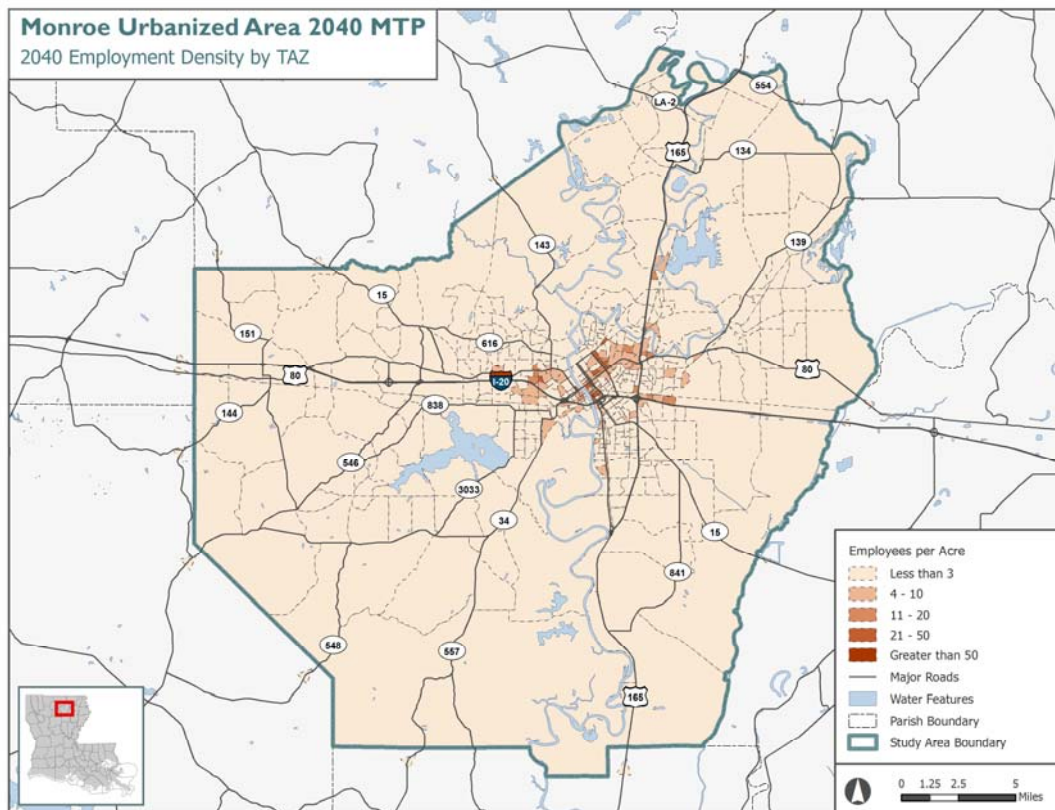 Monroe Urbanized Area 2040 MTP
2040 Employment Density by TAZ
LA-2
554
165
134
143
139
15
151
616
80
I-20
80
144
838
546
3033
34
15
841
548
557
165
Employees per Acre
Less than 3
4 - 10
11 - 20
21 - 50
Greater than 50
Major Roads
Water Features
Parish Boundary
Study Area Boundary
0 1.25 2.5 5
Miles